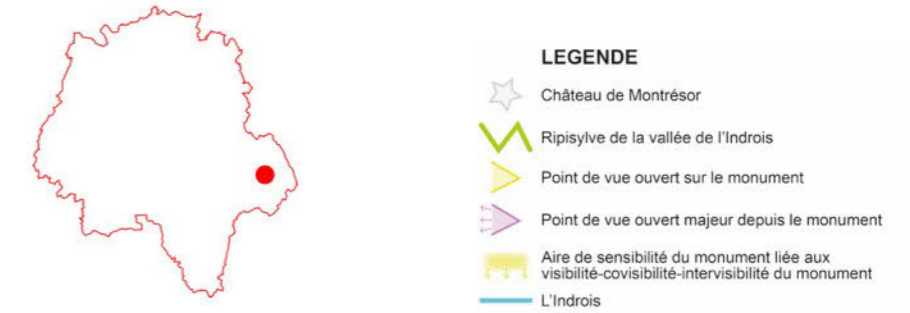 LEGENDE
Château de Montrésor
Ripisylve de la vallée de l'Indrois
Point de vue ouvert sur le monument
Point de vue ouvert majeur depuis le monument
Aire de sensibilité du monument liée aux
visibilité-covisibilité-intervisibilité du monument
L'Indrois